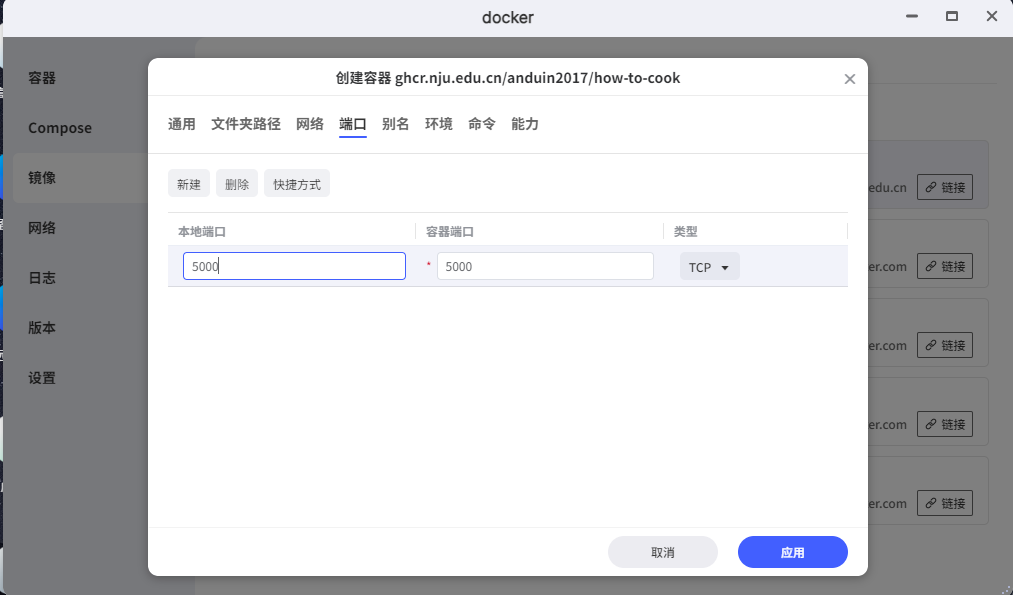 docker
容器
Compose
镜像
网络
日志
版本
设置
创建容器 ghcr.nju.edu.cn/anduin2017/how-to-cook
通用 文件夹路径 网络 端口 别名 环境 命令 能力
新建 删除 快捷方式
本地端口 容器端口 类型
5000 * 5000 TCP
edu.cn 链接
er.com 链接
er.com 链接
er.com 链接
er.com 链接
取消 应用